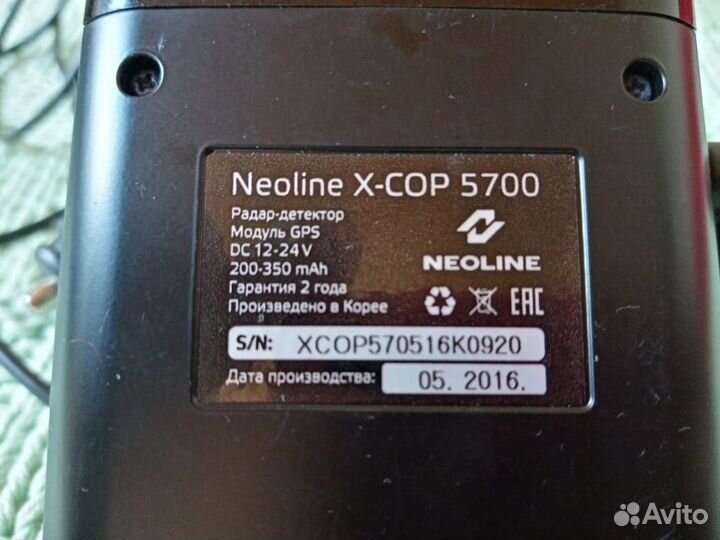 Neoline X-COP 5700
Радар-детектор
Модуль GPS
DC 12-24V
200-350 mAh
Гарантия 2 года
Произведено в Корее
NEOLINE
EAC
S/N: XCOP570516K0920
Дата производства: 05. 2016.
Avito